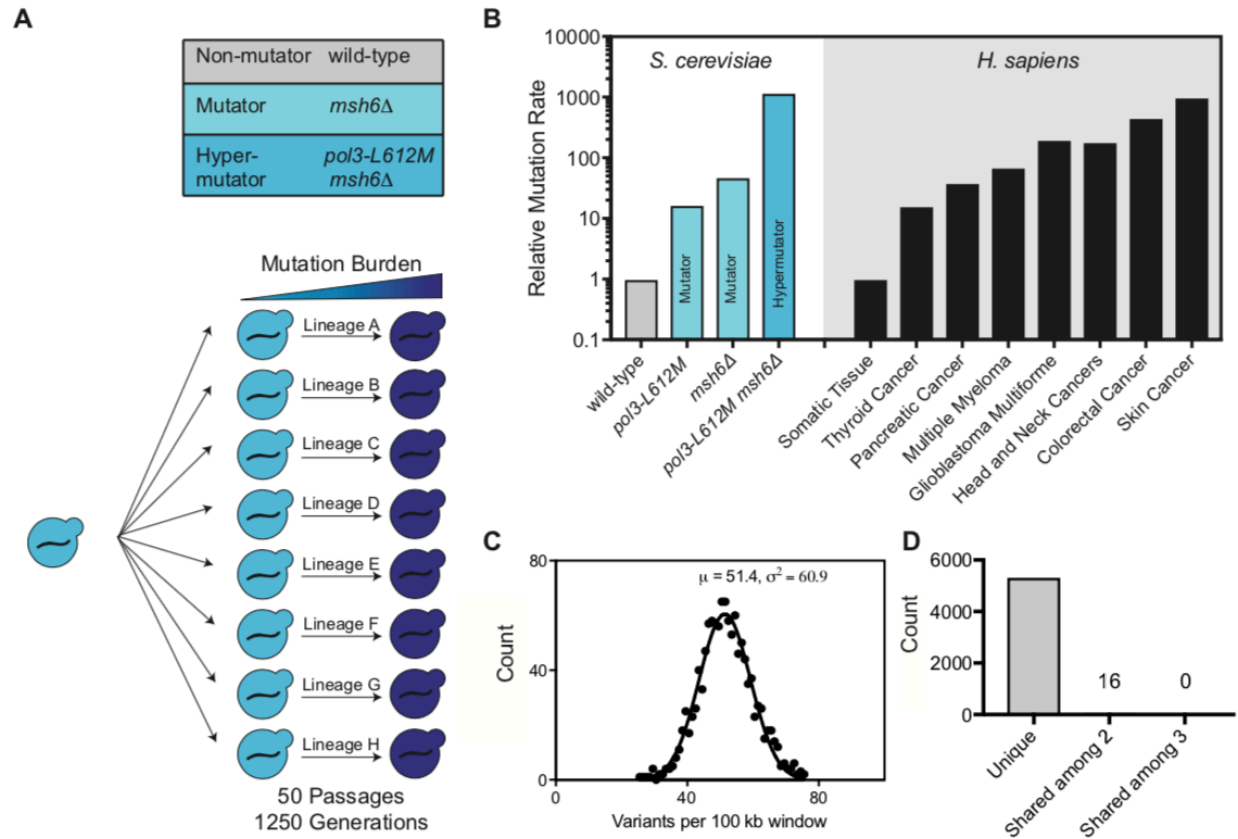 A
Non-mutator wild-type
Mutator msh6Δ
Hyper- pol3-L612M
mutator msh6Δ
Mutation Burden
Lineage A
Lineage B
Lineage C
Lineage D
Lineage E
Lineage F
Lineage G
Lineage H
50 Passages
1250 Generations
B
Relative Mutation Rate
10000
1000
100
10
1
0.1
S. cerevisiae
H. sapiens
Mutator
Mutator
Hypermutator
wild-type
pol3-L612M
msh6Δ
pol3-L612M msh6Δ
Somatic Tissue
Thyroid Cancer
Pancreatic Cancer
Multiple Myeloma
Glioblastoma Multiforme
Head and Neck Cancers
Colorectal Cancer
Skin Cancer
C
Count
80
40
0
μ = 51.4, σ² = 60.9
0 40 80
Variants per 100 kb window
D
Count
6000
4000
2000
0
16 0
Unique
Shared among 2
Shared among 3